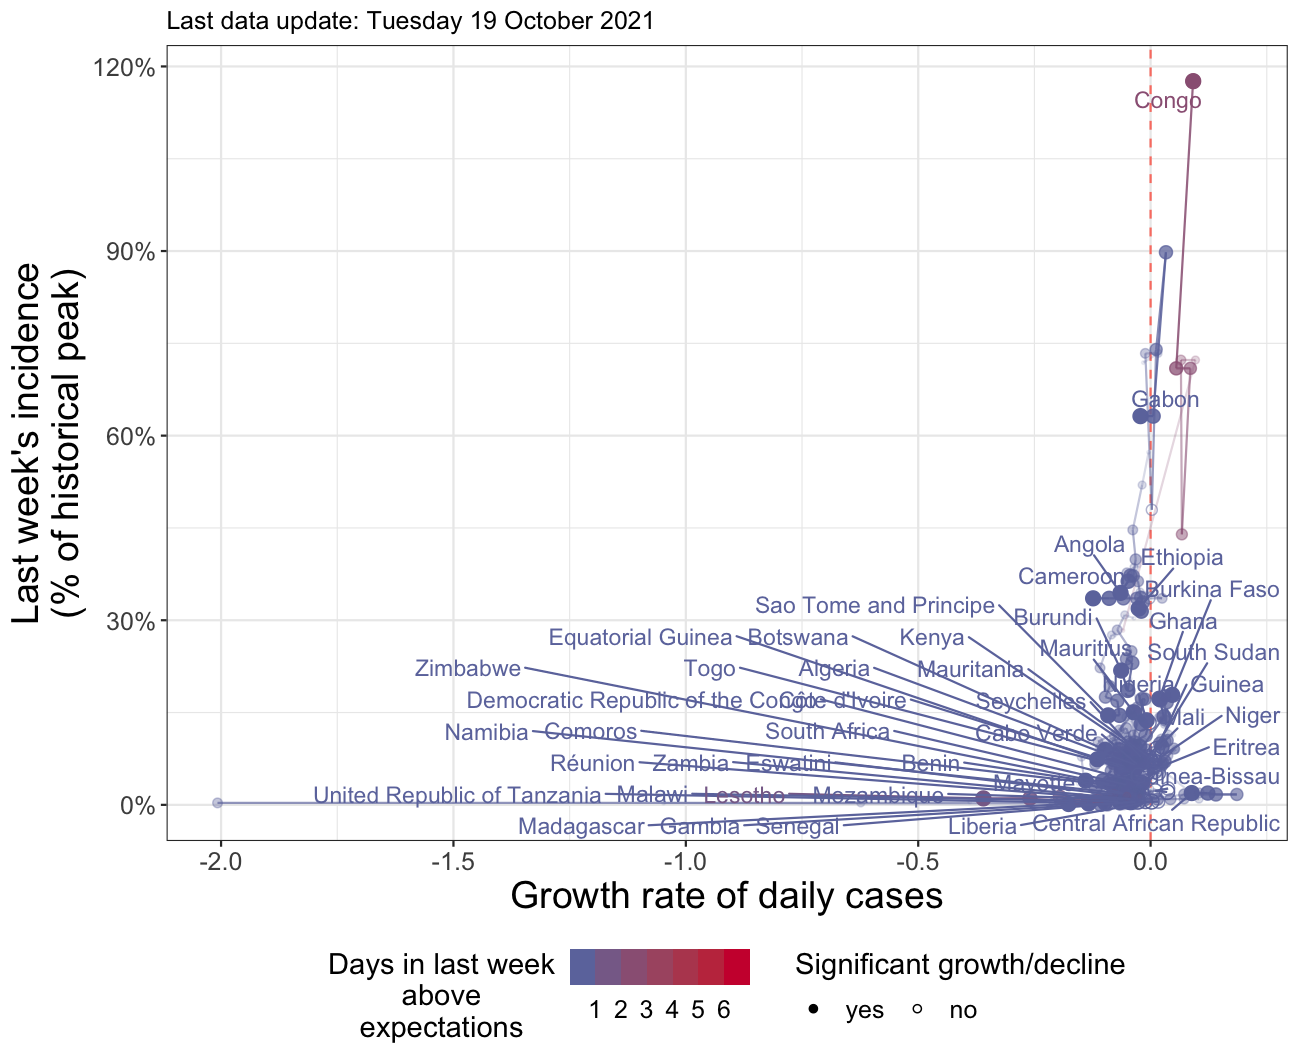 Last data update: Tuesday 19 October 2021
120%
90%
60%
30%
0%
Last week's incidence
(% of historical peak)
Congo
Gabon
Angola
Ethiopia
Cameroon
Burkina Faso
Sao Tome and Principe
Burundi
Ghana
Equatorial Guinea
Botswana
Kenya
Mauritius
South Sudan
Zimbabwe
Togo
Algeria
Mauritania
Nigeria
Guinea
Democratic Republic of the Congo
Côte d'Ivoire
Seychelles
Mali
Niger
Namibia
Comoros
South Africa
Cabo Verde
Eritrea
Réunion
Zambia
Eswatini
Benin
Mayotte
nea-Bissau
United Republic of Tanzania
Malawi
Lesotho
Mozambique
Madagascar
Gambia
Senegal
Liberia
Central African Republic
-2.0
-1.5
-1.0
-0.5
0.0
Growth rate of daily cases
Days in last week
above
expectations
1 2 3 4 5 6
Significant growth/decline
yes
no